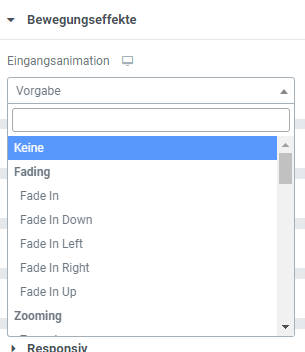 Bewegungseffekte
Eingangsanimation
Vorgabe
Keine
Fading
Fade In
Fade In Down
Fade In Left
Fade In Right
Fade In Up
Zooming
Responsiv